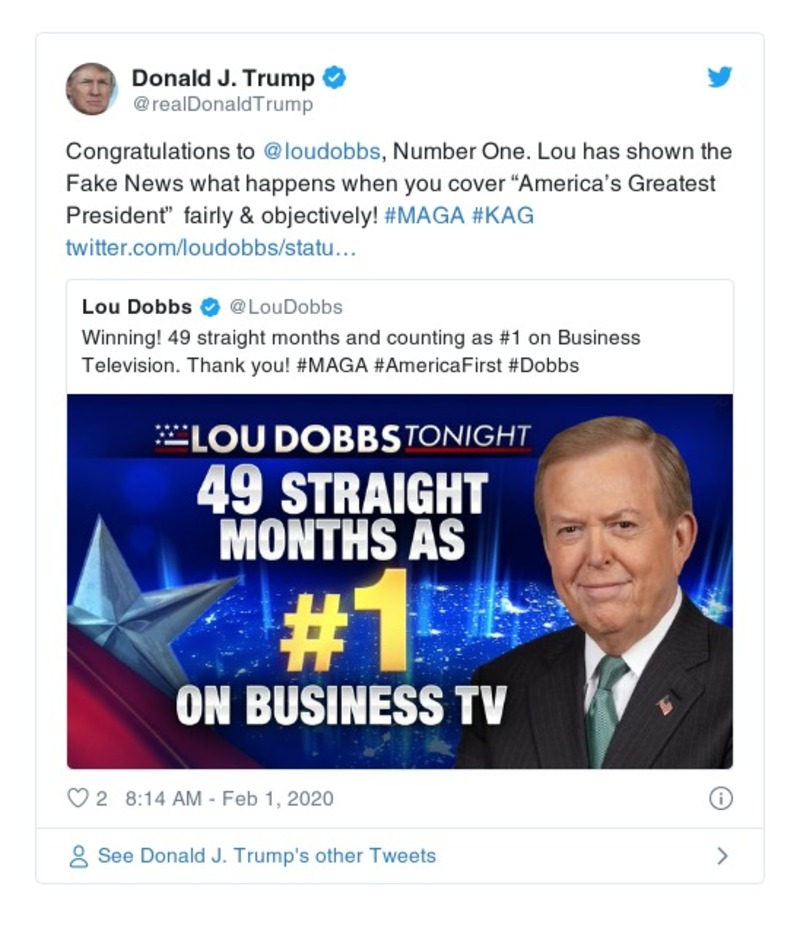 Donald J. Trump
@realDonaldTrump
Congratulations to @loudobbs, Number One. Lou has shown the
Fake News what happens when you cover “America’s Greatest
President” fairly & objectively! #MAGA #KAG
twitter.com/loudobbs/statu…
Lou Dobbs @LouDobbs
Winning! 49 straight months and counting as #1 on Business
Television. Thank you! #MAGA #AmericaFirst #Dobbs
LOU DOBBS TONIGHT
49 STRAIGHT
MONTHS AS
#1
ON BUSINESS TV
2 8:14 AM - Feb 1, 2020
See Donald J. Trump's other Tweets